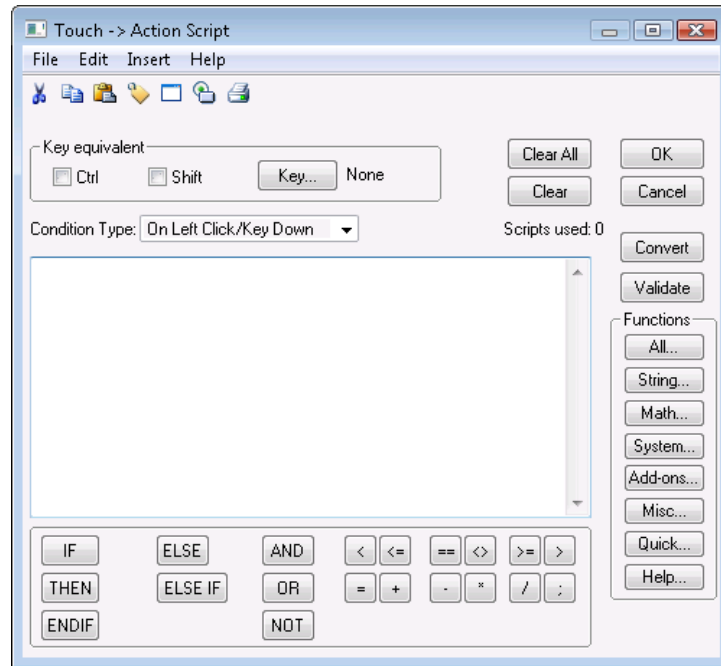 Touch -> Action Script
File Edit Insert Help
Key equivalent
Ctrl Shift Key... None
Clear All OK
Clear Cancel
Condition Type: On Left Click/Key Down Scripts used: 0
Convert
Validate
Functions
All...
String...
Math...
System...
Add-ons...
Misc...
Quick...
Help...
IF ELSE AND < <= == <> >= >
THEN ELSE IF OR = + - * / ;
ENDIF NOT